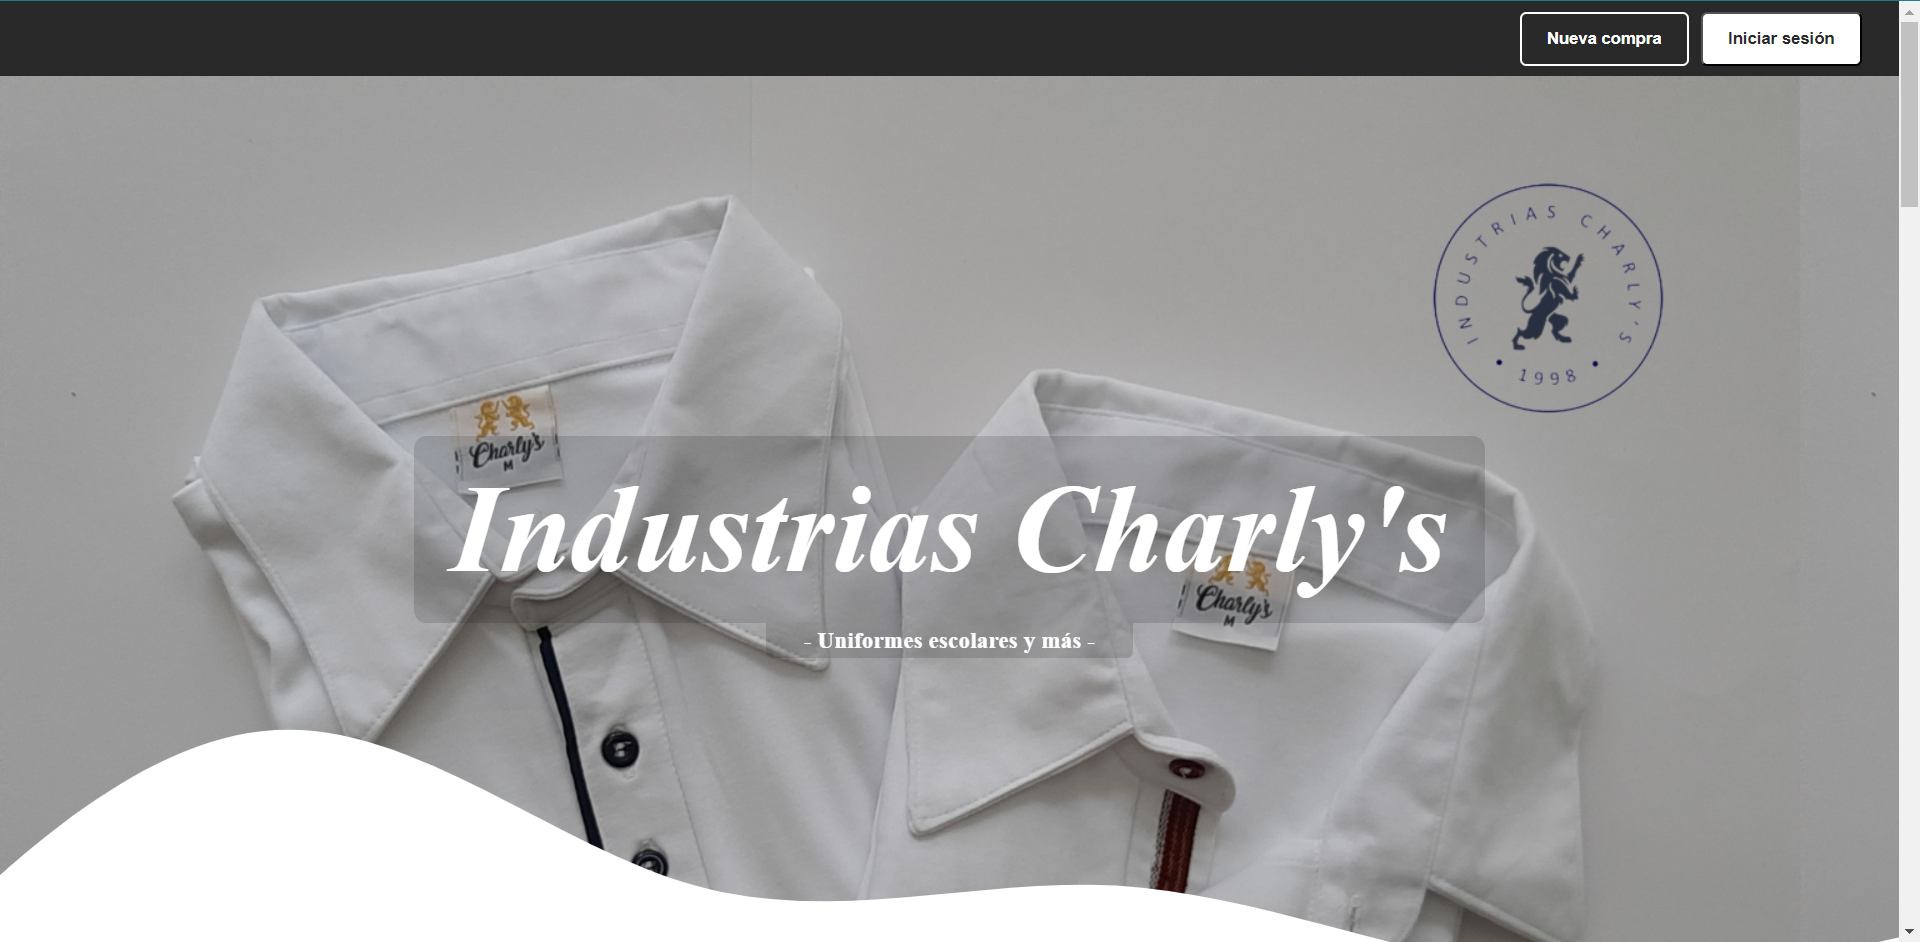 Nueva compra
Iniciar sesión
INDUSTRIAS CHARLY'S
1998
Charly's
M
Industrias Charly's
Charly's
M
- Uniformes escolares y más -